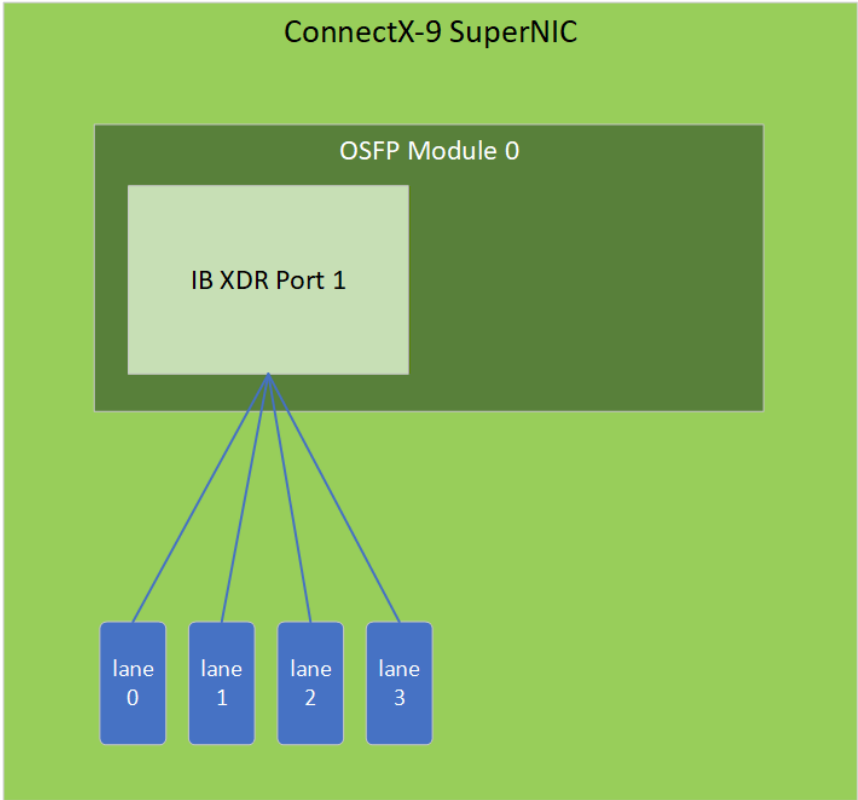 ConnectX-9 SuperNIC
OSFP Module 0
IB XDR Port 1
lane
0
lane
1
lane
2
lane
3